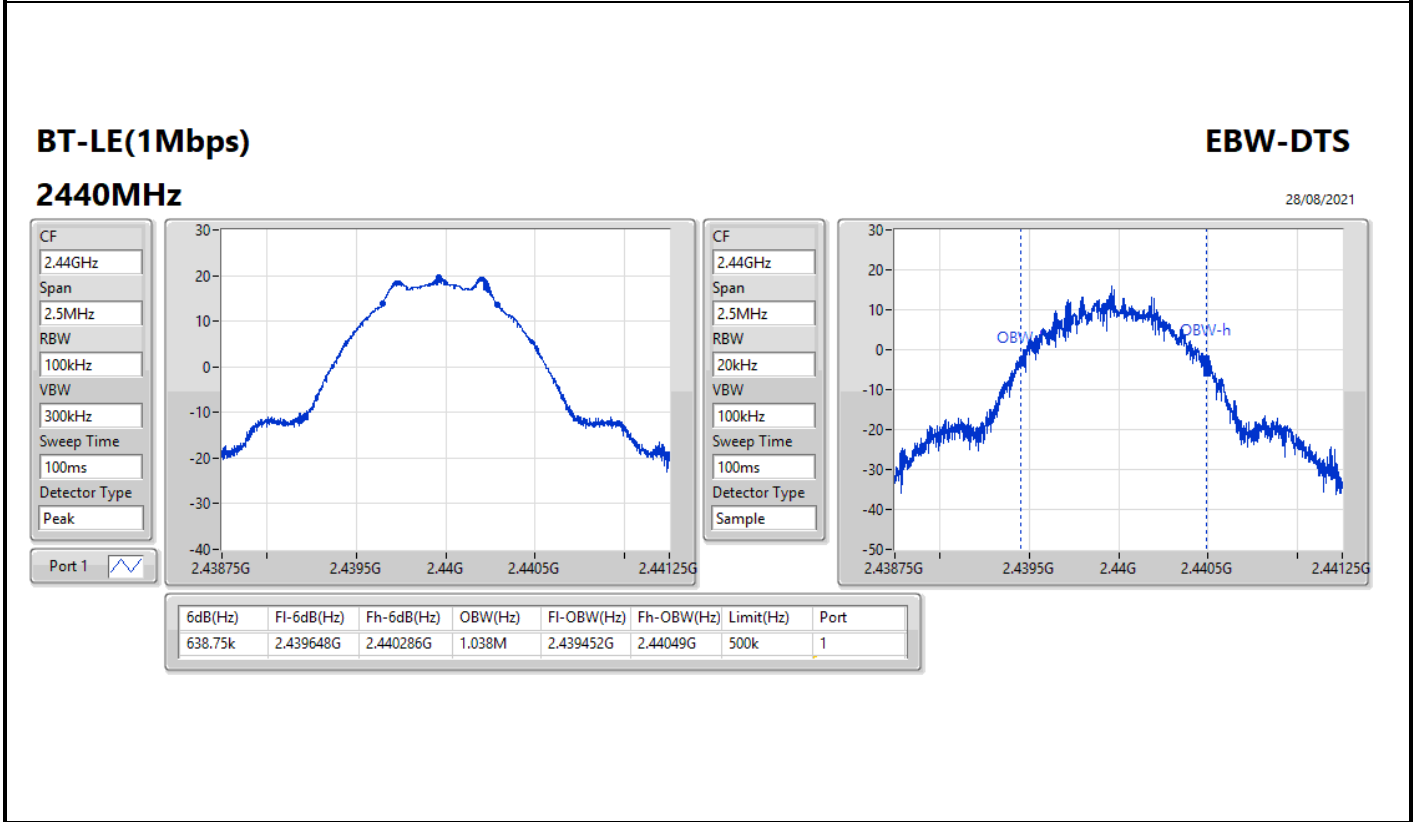 BT-LE(1Mbps)
EBW-DTS
2440MHz
28/08/2021
CF
2.44GHz
Span
2.5MHz
RBW
100kHz
VBW
300kHz
Sweep Time
100ms
Detector Type
Peak
Port 1
30
20
10
0
-10
-20
-30
-40
2.43875G 2.4395G 2.44G 2.4405G 2.44125G
CF
2.44GHz
Span
2.5MHz
RBW
20kHz
VBW
100kHz
Sweep Time
100ms
Detector Type
Sample
30
20
10
0
-10
-20
-30
-40
-50
OBW-h
2.43875G 2.4395G 2.44G 2.4405G 2.44125G
6dB(Hz) Fl-6dB(Hz) Fh-6dB(Hz) OBW(Hz) Fl-OBW(Hz) Fh-OBW(Hz) Limit(Hz) Port
638.75k 2.439648G 2.440286G 1.038M 2.439452G 2.44049G 500k 1